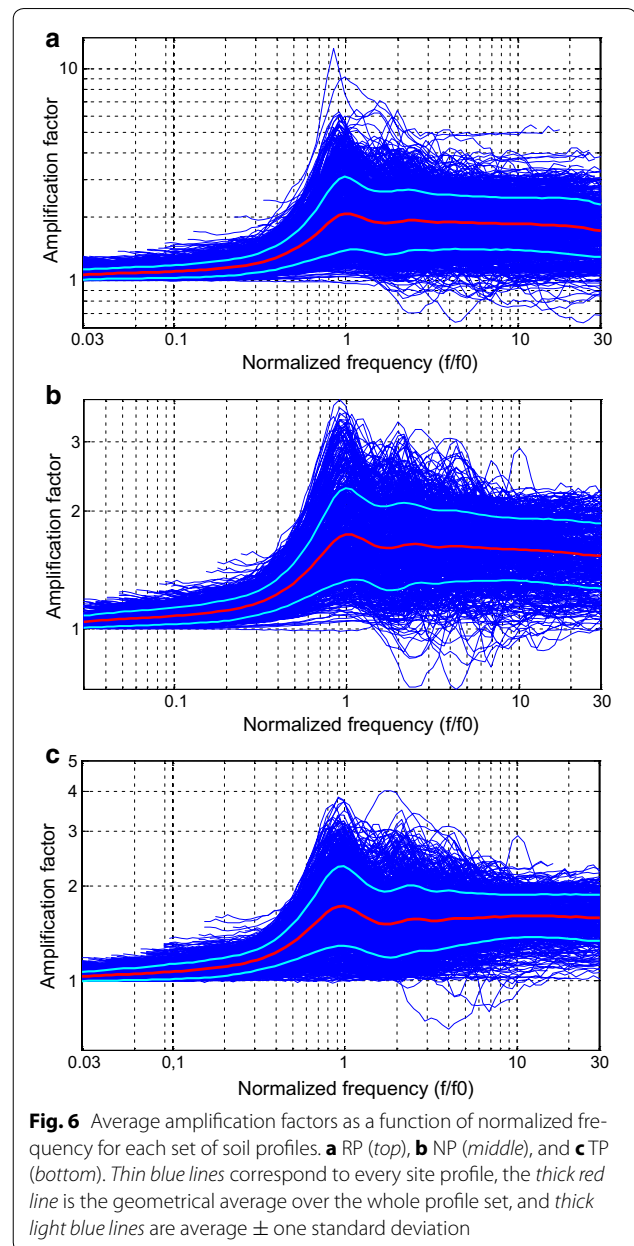 a
10
1
Amplification factor
0.03
0.1
1
10
30
Normalized frequency (f/f0)
b
3
2
1
Amplification factor
0.1
1
10
30
Normalized frequency (f/f0)
c
5
4
3
2
1
Amplification factor
0.03
0,1
1
10
30
Normalized frequency (f/f0)
Fig. 6 Average amplification factors as a function of normalized fre-
quency for each set of soil profiles. a RP (top), b NP (middle), and c TP
(bottom). Thin blue lines correspond to every site profile, the thick red
line is the geometrical average over the whole profile set, and thick
light blue lines are average ± one standard deviation